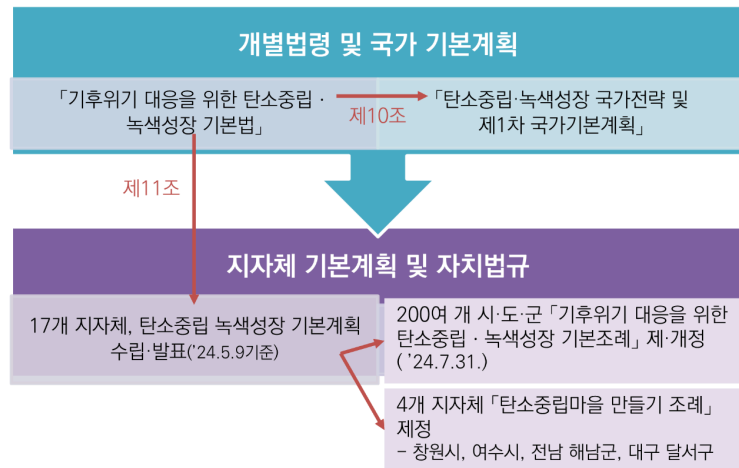 개별법령 및 국가 기본계획
「기후위기 대응을 위한 탄소중립 ·
녹색성장 기본법」
제10조
「탄소중립·녹색성장 국가전략 및
제1차 국가기본계획」
제11조
지자체 기본계획 및 자치법규
17개 지자체, 탄소중립 녹색성장 기본계획
수립·발표('24.5.9기준)
200여 개 시·도·군 「기후위기 대응을 위한
탄소중립 · 녹색성장 기본조례」 제·개정
( '24.7.31.)
4개 지자체 「탄소중립마을 만들기 조례」
제정
– 창원시, 여수시, 전남 해남군, 대구 달서구